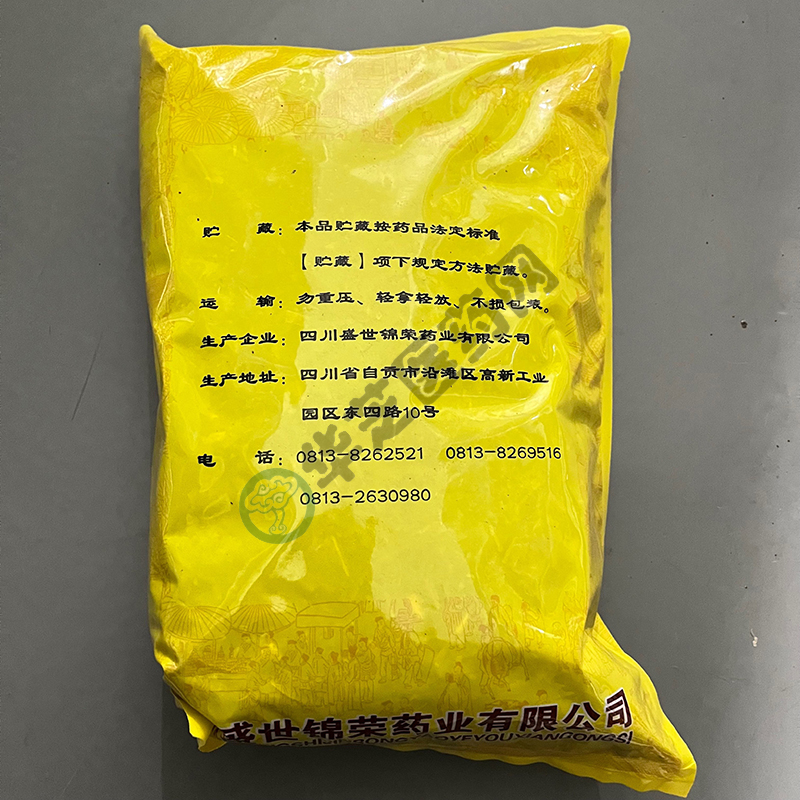 贮 藏：本品贮藏按药品法定标准
【贮藏】项下规定方法贮藏。
运 输：勿重压、轻拿轻放、不损包装。
生产企业：四川盛世锦荣药业有限公司
生产地址：四川省自贡市沿滩区高新工业
园区东四路10号
电 话：0813-8262521 0813-8269516
0813-2630980
华芝医药网
盛世锦荣药业有限公司